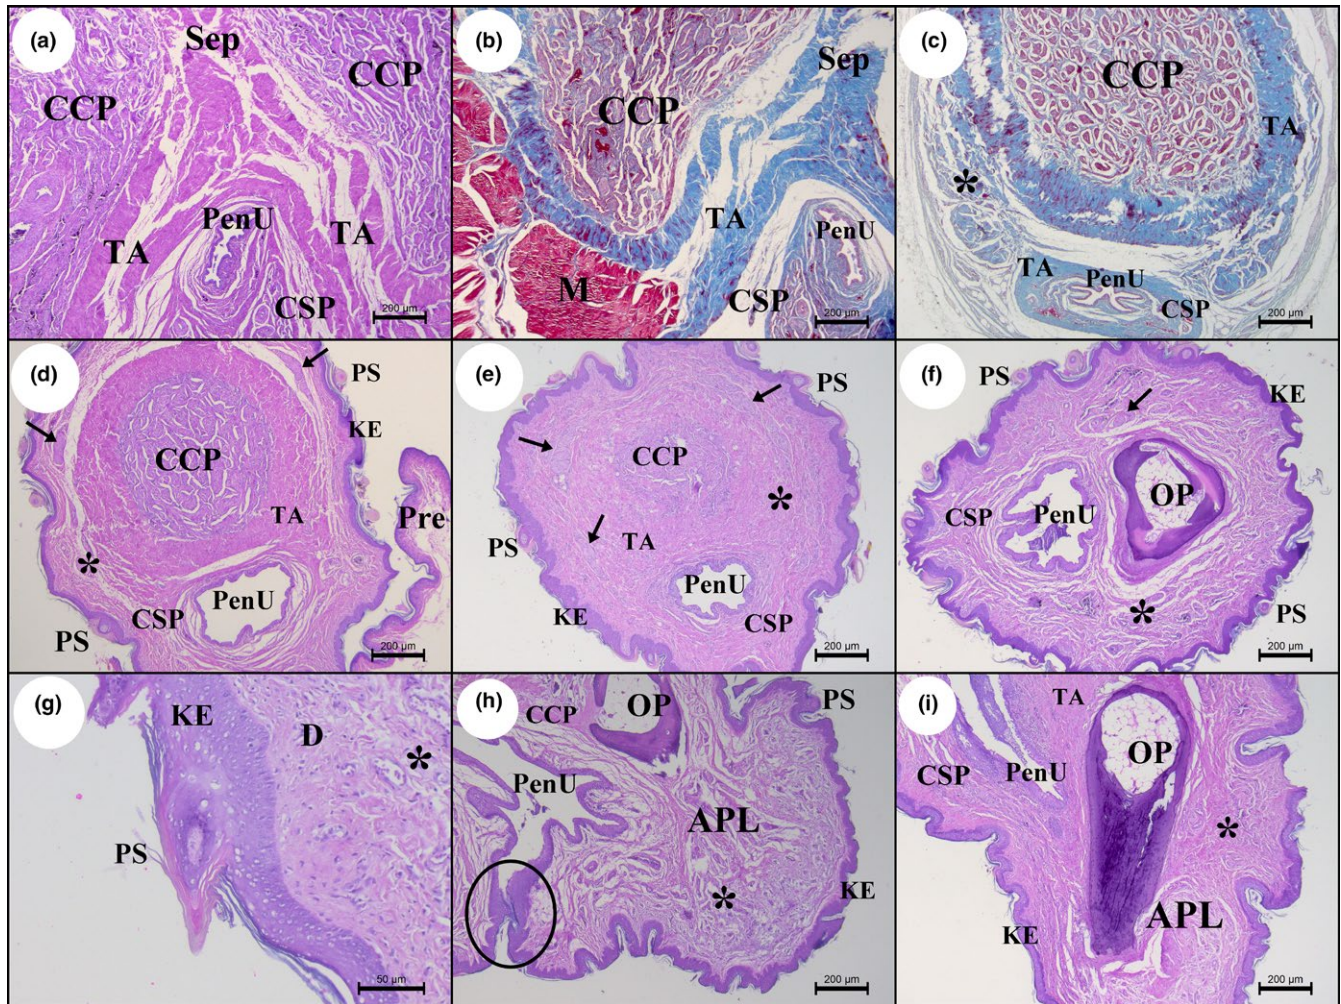 (a)
Sep
CCP
CCP
PenU
TA
TA
CSP
200 µm
(b)
Sep
CCP
TA
PenU
M
CSP
200 µm
(c)
CCP
TA
*
TA
PenU
CSP
200 µm
(d)
PS
KE
CCP
Pre
TA
*
PenU
CSP
PS
200 µm
(e)
PS
CCP
*
TA
PS
PenU
KE
CSP
200 µm
(f)
PS
KE
OP
CSP
PenU
*
PS
200 µm
(g)
KE
D
*
PS
50 µm
(h)
PS
OP
CCP
PenU
APL
KE
*
200 µm
(i)
TA
OP
CSP
PenU
*
APL
KE
200 µm